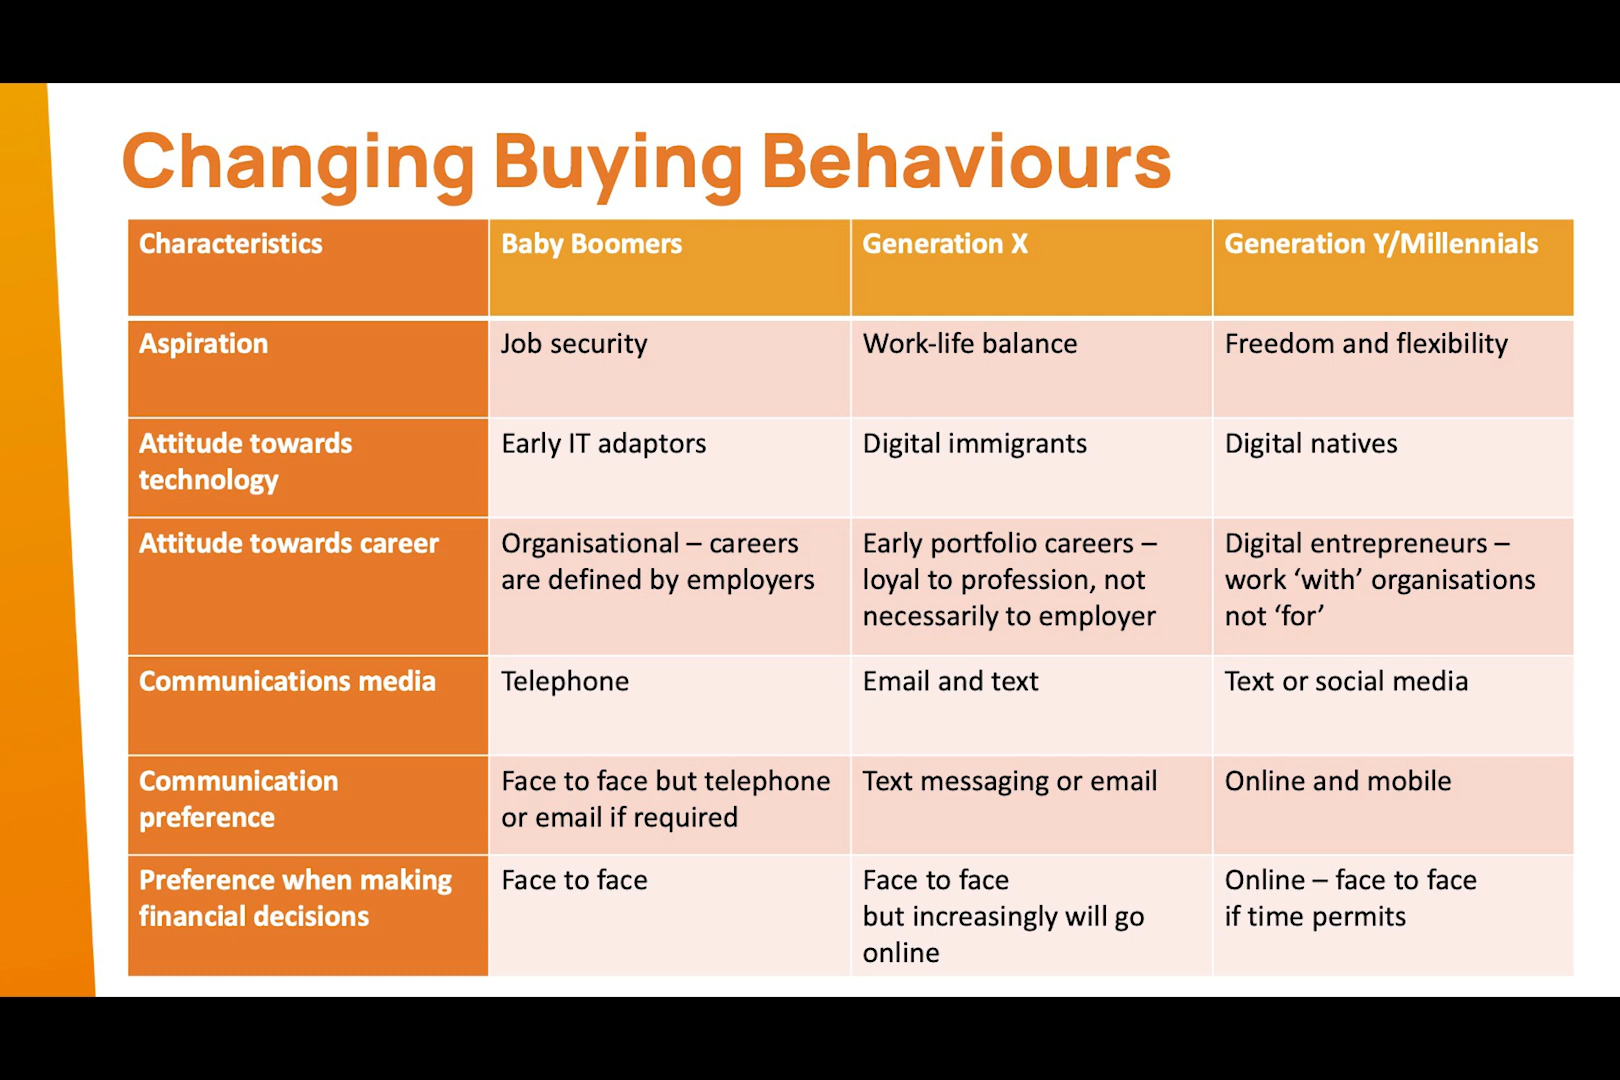 Changing Buying Behaviours
Characteristics
Baby Boomers
Generation X
Generation Y/Millennials
Aspiration
Job security
Work-life balance
Freedom and flexibility
Attitude towards
technology
Early IT adaptors
Digital immigrants
Digital natives
Attitude towards career
Organisational – careers
are defined by employers
Early portfolio careers –
loyal to profession, not
necessarily to employer
Digital entrepreneurs –
work ‘with’ organisations
not ‘for’
Communications media
Telephone
Email and text
Text or social media
Communication
preference
Face to face but telephone
or email if required
Text messaging or email
Online and mobile
Preference when making
financial decisions
Face to face
Face to face
but increasingly will go
online
Online – face to face
if time permits